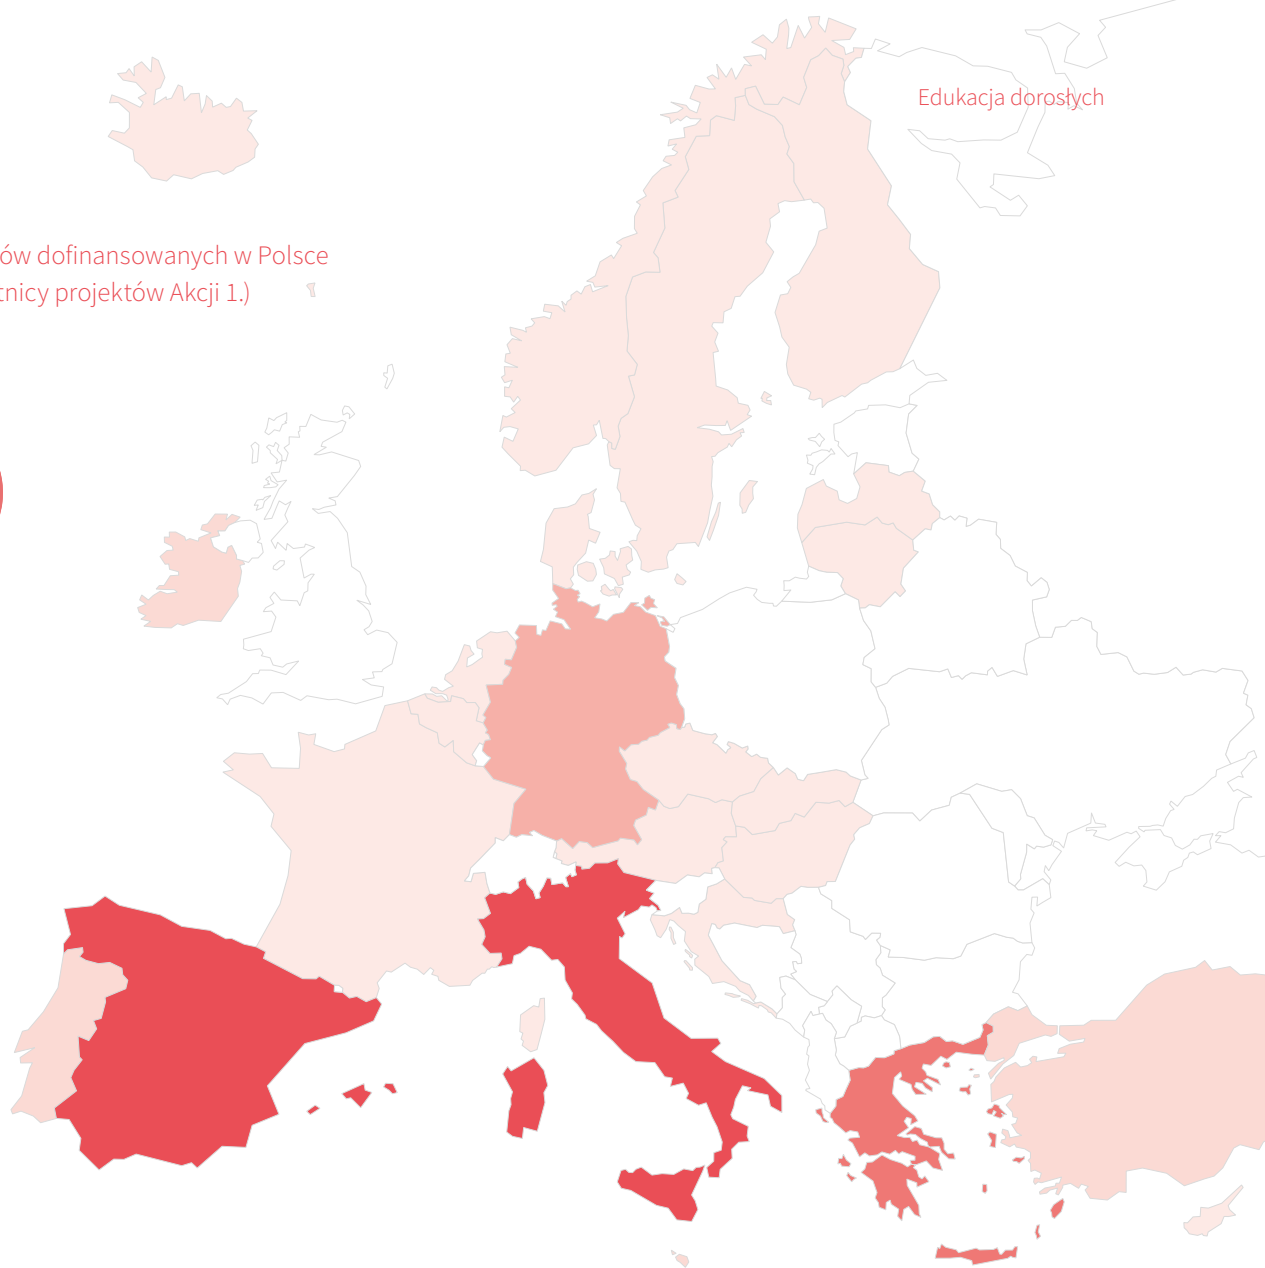 Edukacja dorosłych
ów dofinansowanych w Polsce
tnicy projektów Akcji 1.)